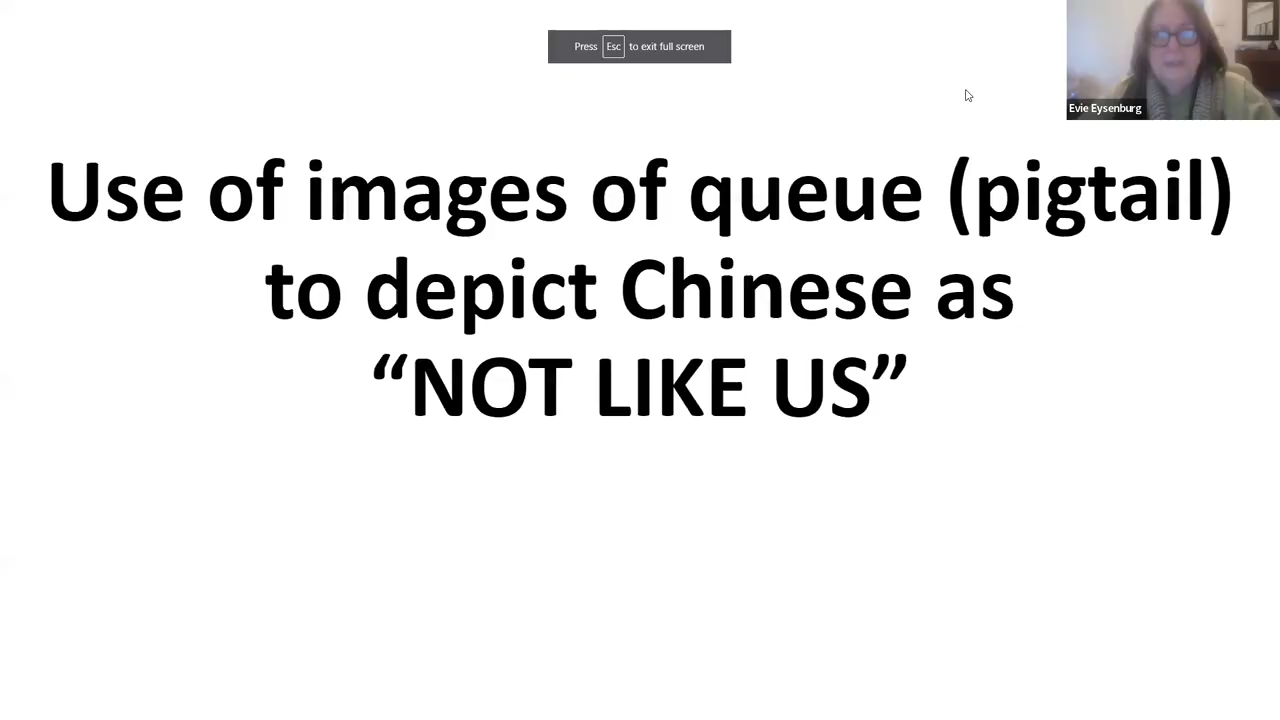 Press Esc to exit full screen
Evie Eysenburg
Use of images of queue (pigtail)
to depict Chinese as
“NOT LIKE US”